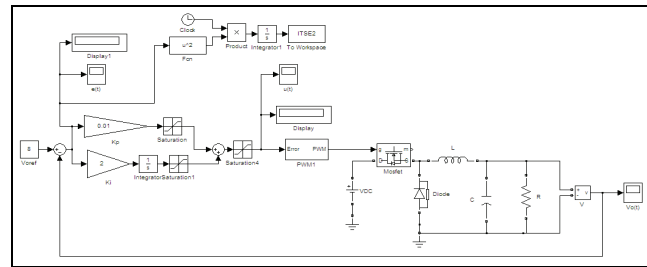 Clock
Display1
u^2
Fcn
×
Product
1
s
Integrator1
ITSE2
To Workspace
e(t)
u(t)
Display
0.01
Kp
Saturation
8
Voref
2
Ki
1
s
Integrator
Saturation1
Saturation4
Error
PWM
PWM1
g
m
D
S
Mosfet
VDC
Diode
L
C
R
+
-
v
V
Vo(t)